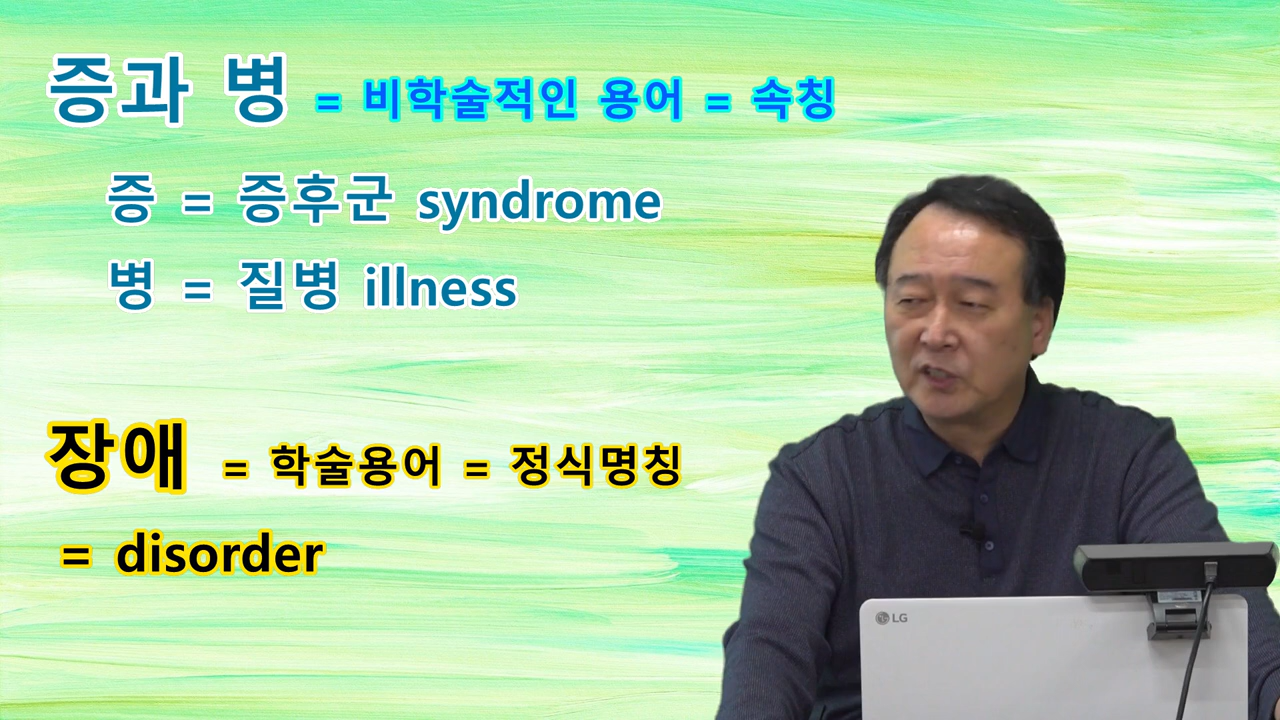 증과 병 = 비학술적인 용어 = 속칭
증 = 증후군 syndrome
병 = 질병 illness
장애 = 학술용어 = 정식명칭
= disorder
LG